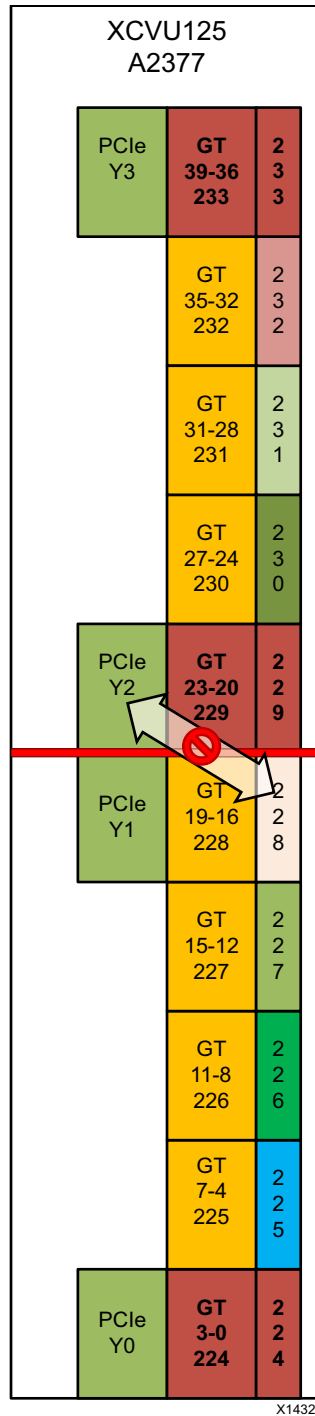 XCVU125
A2377
PCIe
Y3
GT
39-36
233
2
3
3
GT
35-32
232
2
3
2
GT
31-28
231
2
3
1
GT
27-24
230
2
3
0
PCIe
Y2
GT
23-20
229
2
2
9
PCIe
Y1
GT
19-16
228
2
2
8
GT
15-12
227
2
2
7
GT
11-8
226
2
2
6
GT
7-4
225
2
2
5
PCIe
Y0
GT
3-0
224
2
2
4
X1432